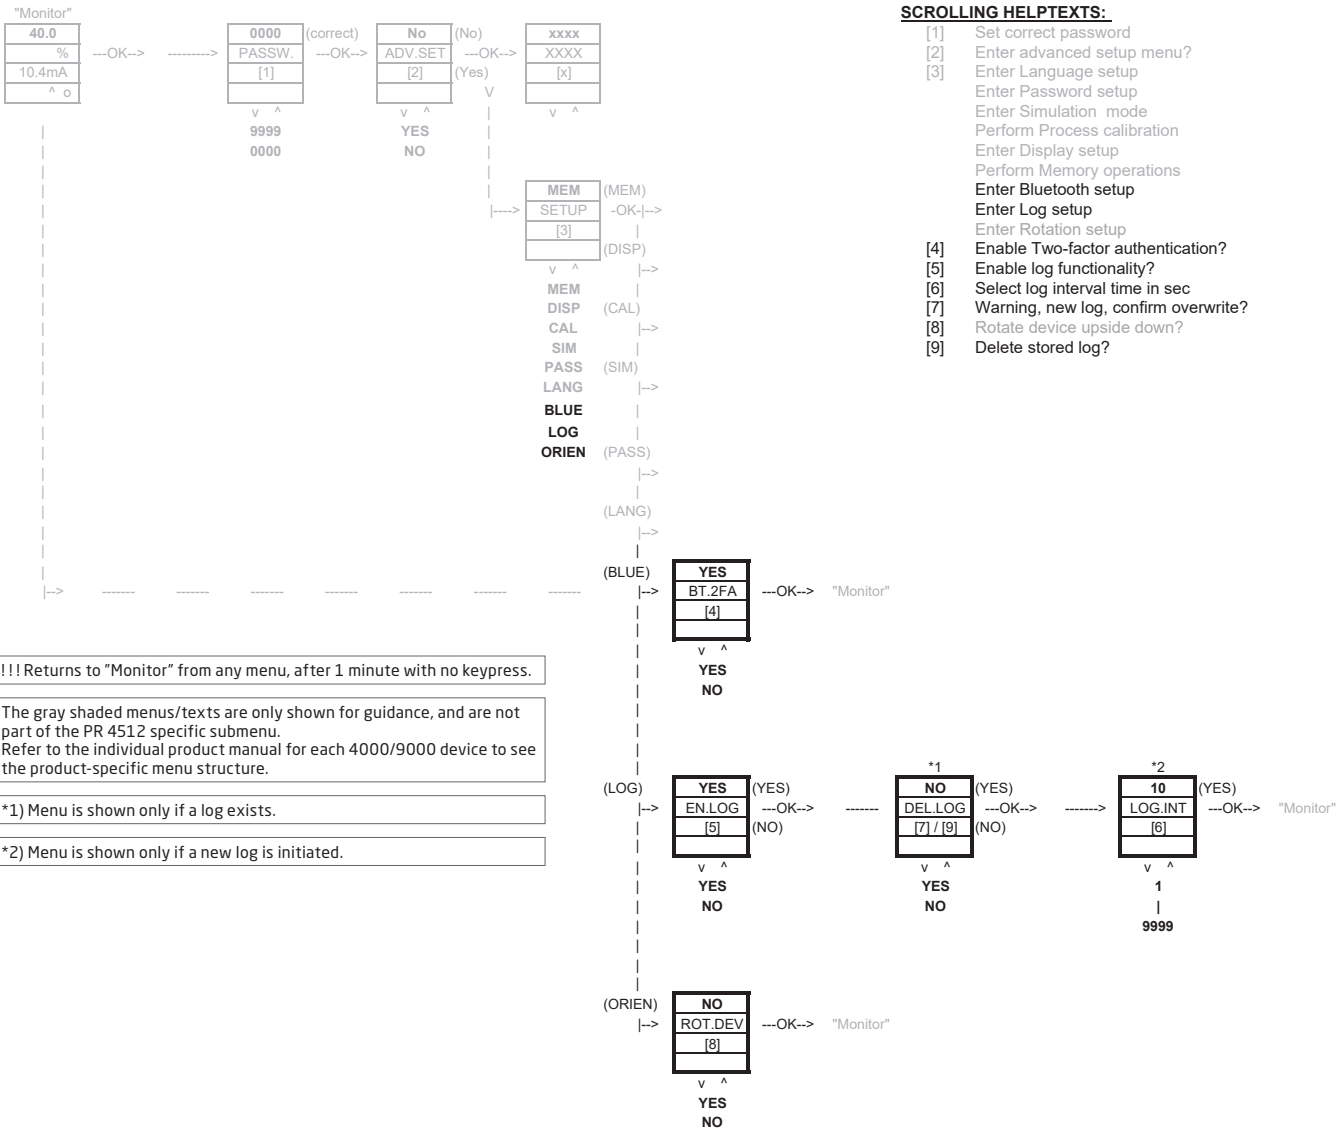 "Monitor"
40.0
%
10.4mA
^ o
---OK--> --------->
0000 (correct)
PASSW. ---OK-->
[1]
v ^
9999
0000
No (No)
ADV.SET ---OK-->
[2] (Yes)
V
v ^
YES
NO
xxxx
XXXX
[x]
v ^
|---->
MEM (MEM)
SETUP -OK-|-->
[3]
(DISP)
v ^ |-->
MEM
DISP (CAL)
CAL |-->
SIM
PASS (SIM)
LANG |-->
BLUE
LOG
ORIEN (PASS)
|-->
(LANG)
|-->
SCROLLING HELPTEXTS:
[1] Set correct password
[2] Enter advanced setup menu?
[3] Enter Language setup
Enter Password setup
Enter Simulation mode
Perform Process calibration
Enter Display setup
Perform Memory operations
Enter Bluetooth setup
Enter Log setup
Enter Rotation setup
[4] Enable Two-factor authentication?
[5] Enable log functionality?
[6] Select log interval time in sec
[7] Warning, new log, confirm overwrite?
[8] Rotate device upside down?
[9] Delete stored log?
(BLUE) YES
|--> ------- ------- ------- ------- ------- ------- ------- |--> BT.2FA ---OK--> "Monitor"
[4]
v ^
YES
NO
!!! Returns to "Monitor" from any menu, after 1 minute with no keypress.
The gray shaded menus/texts are only shown for guidance, and are not
part of the PR 4512 specific submenu.
Refer to the individual product manual for each 4000/9000 device to see
the product-specific menu structure.
*1) Menu is shown only if a log exists.
*2) Menu is shown only if a new log is initiated.
*1 *2
(LOG) YES (YES) NO (YES) 10 (YES)
|--> EN.LOG ---OK--> ------- DEL.LOG ---OK--> -------> LOG.INT ---OK--> "Monitor"
[5] (NO) [7] / [9] (NO) [6]
v ^ v ^ v ^
YES YES 1
NO NO |
9999
(ORIEN) NO
|--> ROT.DEV ---OK--> "Monitor"
[8]
v ^
YES
NO